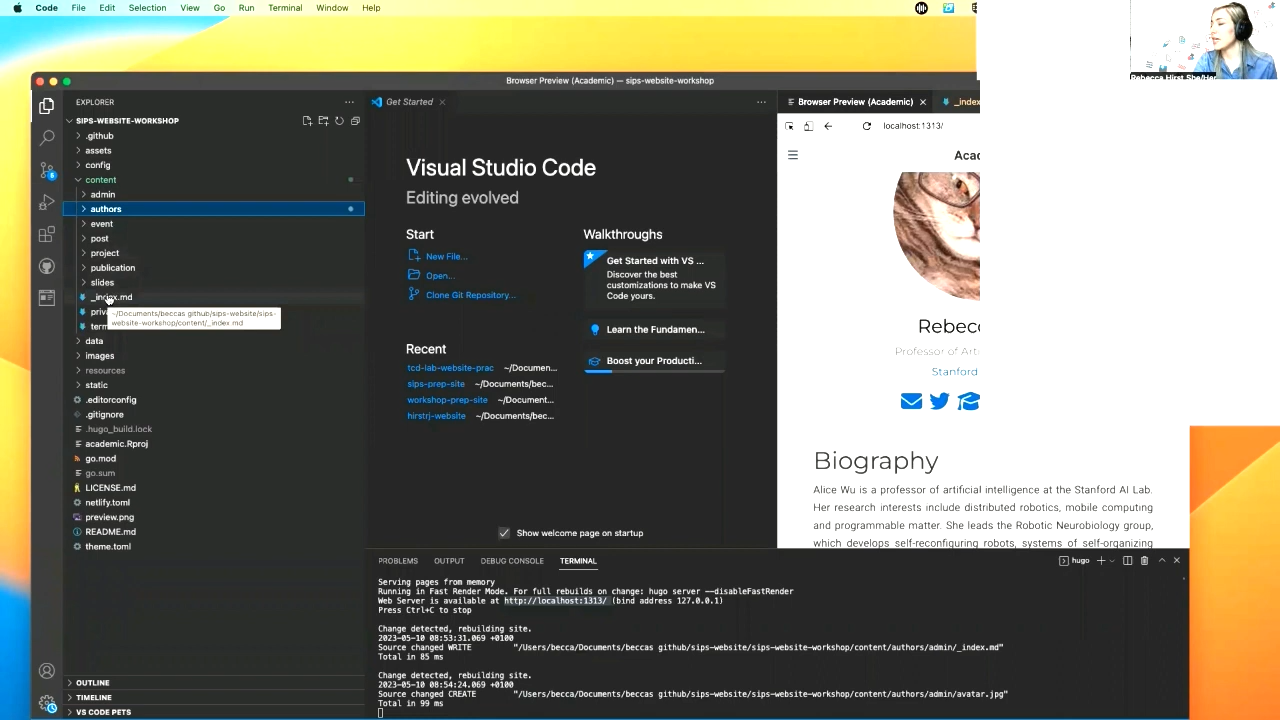 Code File Edit Selection View Go Run Terminal Window Help
Rebecca Hirst She/Her
Browser Preview (Academic) — sips-website-workshop
EXPLORER
SIPS-WEBSITE-WORKSHOP
.github
assets
config
content
admin
authors
event
post
project
publication
slides
_index.md
~/Documents/beccas github/sips-website/sips-
website-workshop/content/_index.md
data
images
resources
static
.editorconfig
.gitignore
.hugo_build.lock
academic.Rproj
go.mod
go.sum
LICENSE.md
netlify.toml
preview.png
README.md
theme.toml
OUTLINE
TIMELINE
VS CODE PETS
Get Started
Visual Studio Code
Editing evolved
Start
New File...
Open...
Clone Git Repository...
Recent
tcd-lab-website-prac ~/Documen...
sips-prep-site ~/Documents/bec...
workshop-prep-site ~/Document...
hirstrj-website ~/Documents/bec...
Walkthroughs
Get Started with VS ...
Discover the best
customizations to make VS
Code yours.
Learn the Fundamen...
Boost your Producti...
Show welcome page on startup
Browser Preview (Academic)
localhost:1313/
Biography
Alice Wu is a professor of artificial intelligence at the Stanford AI Lab.
Her research interests include distributed robotics, mobile computing
and programmable matter. She leads the Robotic Neurobiology group,
which develops self-reconfiguring robots, systems of self-organizing
PROBLEMS OUTPUT DEBUG CONSOLE TERMINAL
hugo
Serving pages from memory
Running in Fast Render Mode. For full rebuilds on change: hugo server --disableFastRender
Web Server is available at http://localhost:1313/ (bind address 127.0.0.1)
Press Ctrl+C to stop
Change detected, rebuilding site.
2023-05-10 08:53:31.069 +0100
Source changed WRITE "/Users/becca/Documents/beccas github/sips-website/sips-website-workshop/content/authors/admin/_index.md"
Total in 85 ms
Change detected, rebuilding site.
2023-05-10 08:54:24.069 +0100
Source changed CREATE "/Users/becca/Documents/beccas github/sips-website/sips-website-workshop/content/authors/admin/avatar.jpg"
Total in 99 ms